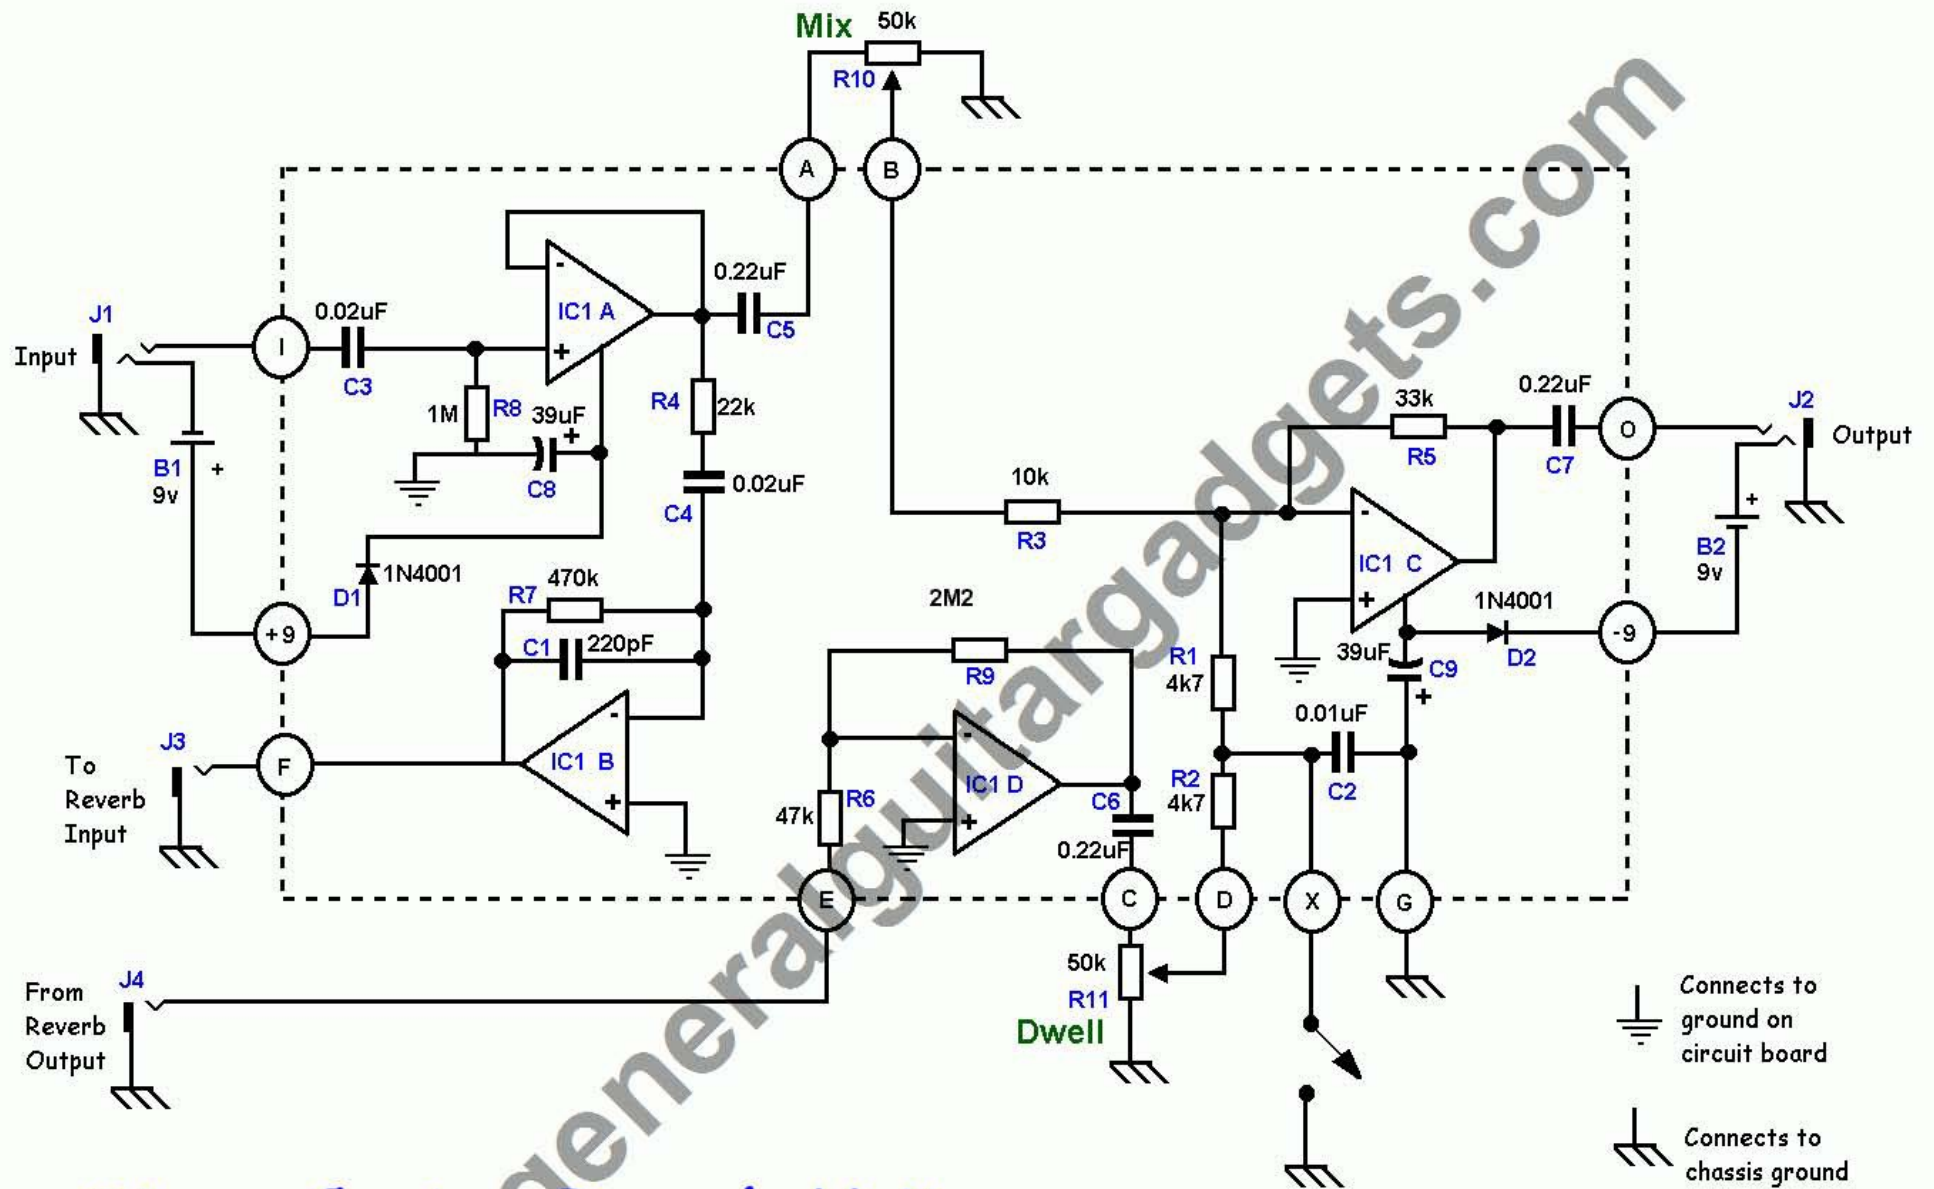 Mix
50k
R10
A
B
0.22uF
C5
-
IC1 A
+
J1
Input
I
0.02uF
C3
1M
R8
39uF
+
C8
R4
22k
0.02uF
C4
B1
9v
+
1N4001
D1
+9
470k
R7
C1
220pF
-
IC1 B
+
J3
To
Reverb
Input
F
10k
R3
33k
R5
0.22uF
C7
O
J2
Output
-
IC1 C
+
1N4001
D2
-9
+
B2
9v
39uF
C9
+
R1
4k7
0.01uF
C2
R2
4k7
2M2
R9
-
IC1 D
+
47k
R6
C6
0.22uF
E
C
D
X
G
J4
From
Reverb
Output
50k
R11
Dwell
Connects to
ground on
circuit board
Connects to
chassis ground
generalguitargadgets.com